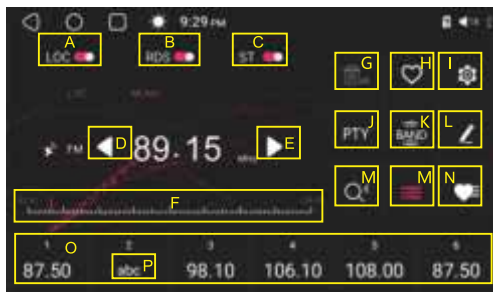 9:29 PM
A B C
LOC RDS ST
G H I
D 89.15 E
FM MHz
J K L
PTY BAND
F
M M N
1 2 3 4 5 6
O P
87.50 abc 98.10 106.10 108.00 87.50